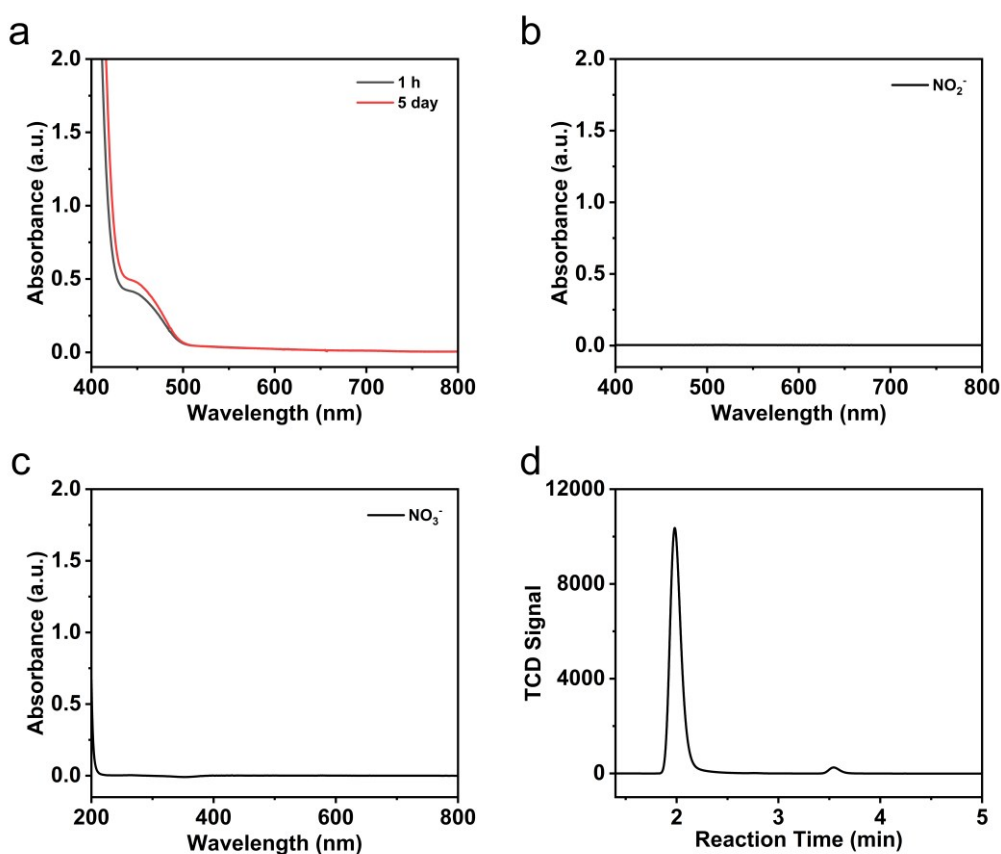 a
2.0
1.5
1.0
0.5
0.0
Absorbance (a.u.)
1 h
5 day
400 500 600 700 800
Wavelength (nm)
b
2.0
1.5
1.0
0.5
0.0
Absorbance (a.u.)
NO₂⁻
400 500 600 700 800
Wavelength (nm)
c
2.0
1.5
1.0
0.5
0.0
Absorbance (a.u.)
NO₃⁻
200 400 600 800
Wavelength (nm)
d
12000
8000
4000
0
TCD Signal
2 3 4 5
Reaction Time (min)